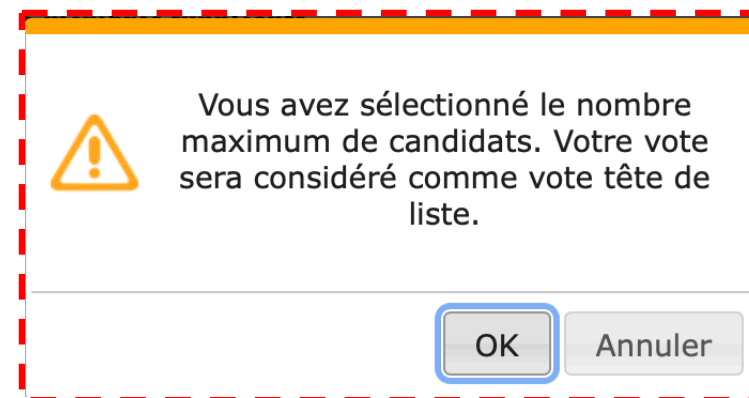 Vous avez sélectionné le nombre
maximum de candidats. Votre vote
sera considéré comme vote tête de
liste.
OK
Annuler